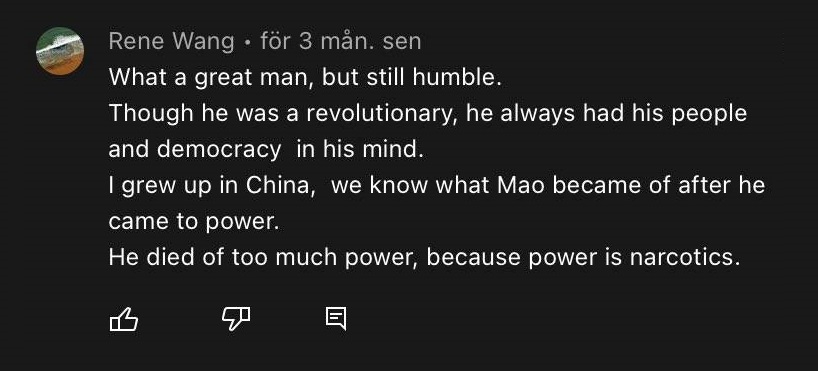 Rene Wang • för 3 mån. sen
What a great man, but still humble.
Though he was a revolutionary, he always had his people
and democracy  in his mind.
I grew up in China,  we know what Mao became of after he
came to power.
He died of too much power, because power is narcotics.